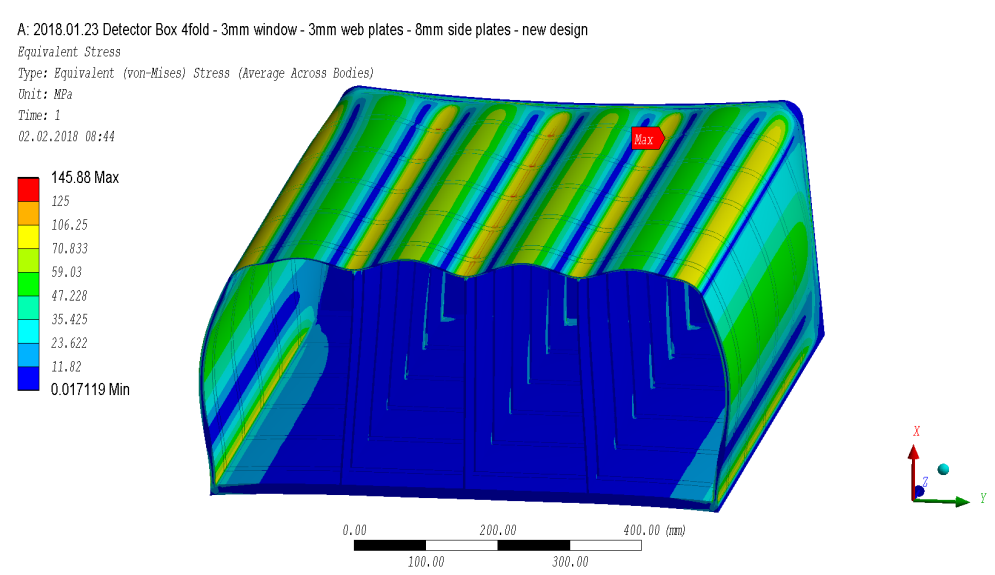 A: 2018.01.23 Detector Box 4fold - 3mm window - 3mm web plates - 8mm side plates - new design
Equivalent Stress
Type: Equivalent (von-Mises) Stress (Average Across Bodies)
Unit: MPa
Time: 1
02.02.2018 08:44
145.88 Max
125
106.25
70.833
59.03
47.228
35.425
23.622
11.82
0.017119 Min
Max
X
Z
Y
0.00 200.00 400.00 (mm)
100.00 300.00